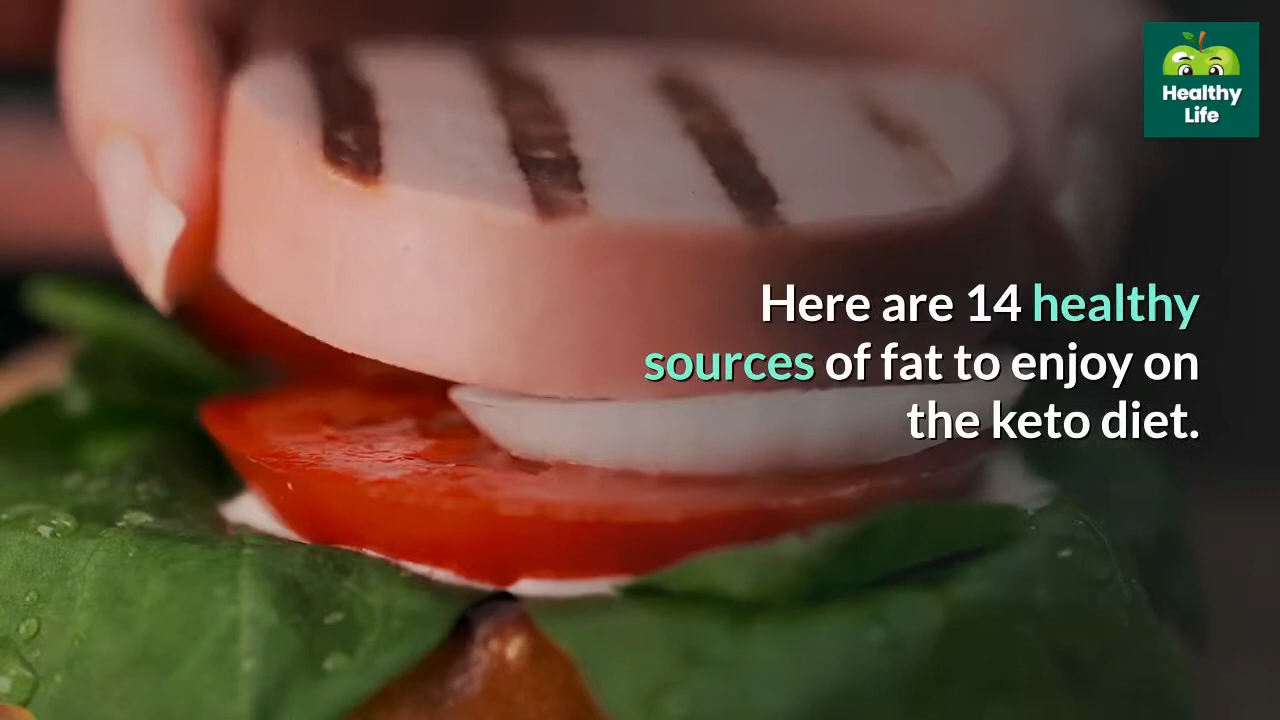 Healthy
Life
Here are 14 healthy
sources of fat to enjoy on
the keto diet.